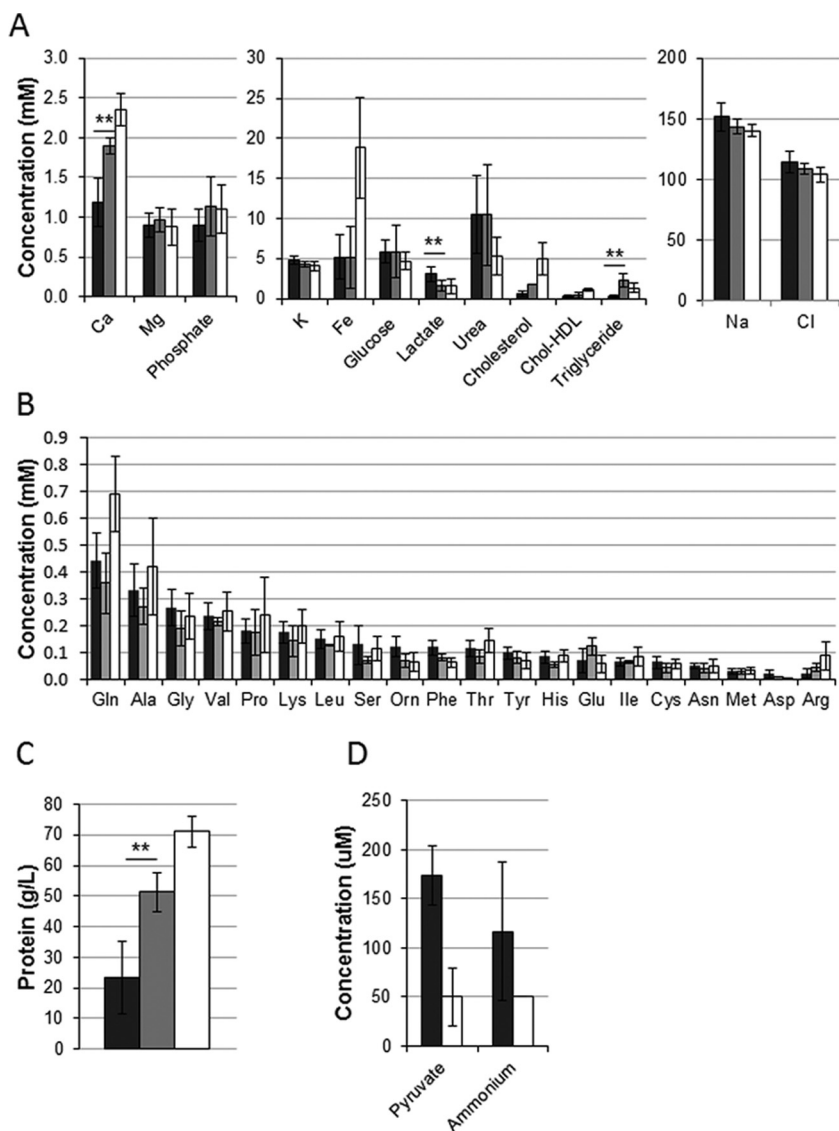 A
Concentration (mM)
3.0
2.5
2.0
1.5
1.0
0.5
0.0
**
Ca
Mg
Phosphate
30
25
20
15
10
5
0
**
**
K
Fe
Glucose
Lactate
Urea
Cholesterol
Chol-HDL
Triglyceride
200
150
100
50
0
Na
Cl
B
Concentration (mM)
0.9
0.8
0.7
0.6
0.5
0.4
0.3
0.2
0.1
0.0
Gln Ala Gly Val Pro Lys Leu Ser Orn Phe Thr Tyr His Glu Ile Cys Asn Met Asp Arg
C
Protein (g/L)
80
70
60
50
40
30
20
10
0
**
D
Concentration (uM)
250
200
150
100
50
0
Pyruvate
Ammonium